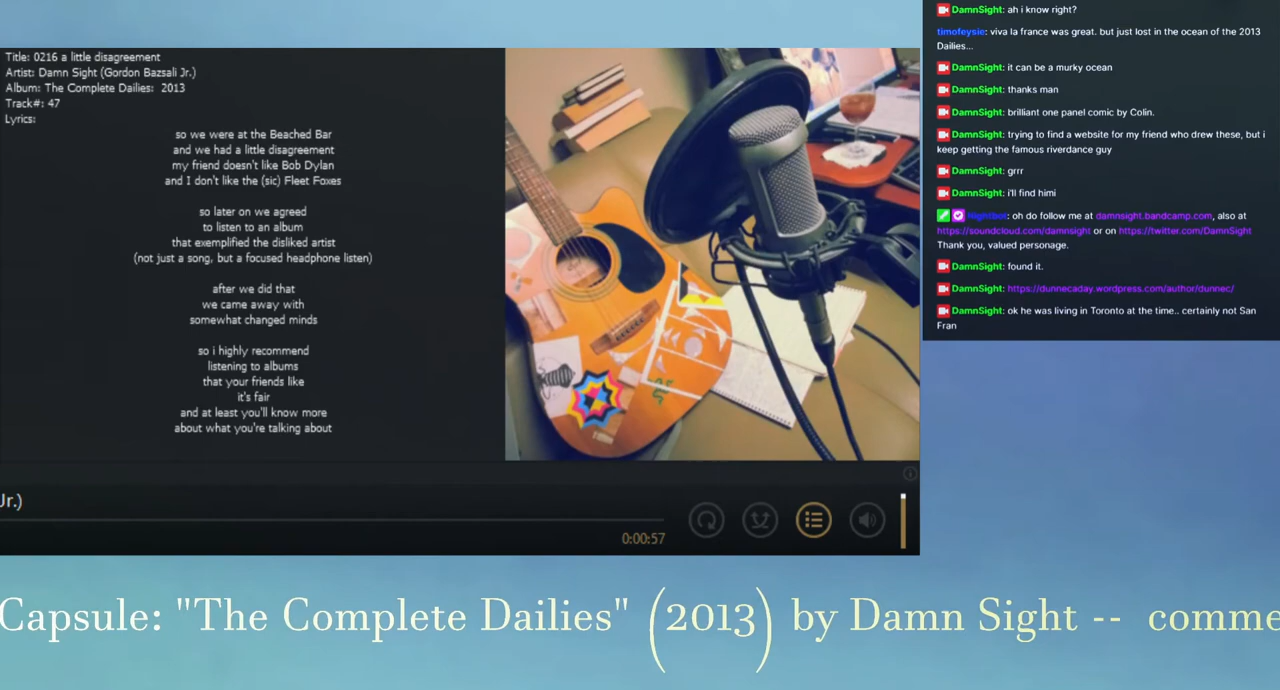 Title: 0216 a little disagreement
Artist: Damn Sight (Gordon Bazsali Jr.)
Album: The Complete Dailies: 2013
Track#: 47
Lyrics:
so we were at the Beached Bar
and we had a little disagreement
my friend doesn't like Bob Dylan
and I don't like the (sic) Fleet Foxes
so later on we agreed
to listen to an album
that exemplified the disliked artist
(not just a song, but a focused headphone listen)
after we did that
we came away with
somewhat changed minds
so i highly recommend
listening to albums
that your friends like
it's fair
and at least you'll know more
about what you're talking about
Jr.)
0:00:57
DamnSight: ah i know right?
timofeysie: viva la france was great. but just lost in the ocean of the 2013
Dailies...
DamnSight: it can be a murky ocean
DamnSight: thanks man
DamnSight: brilliant one panel comic by Colin.
DamnSight: trying to find a website for my friend who drew these, but i
keep getting the famous riverdance guy
DamnSight: grrr
DamnSight: i'll find himi
Nightbot: oh do follow me at damnsight.bandcamp.com, also at
https://soundcloud.com/damnsight or on https://twitter.com/DamnSight
Thank you, valued personage.
DamnSight: found it.
DamnSight: https://dunnecaday.wordpress.com/author/dunnec/
DamnSight: ok he was living in Toronto at the time.. certainly not San
Fran
Capsule: "The Complete Dailies" (2013) by Damn Sight -- comme